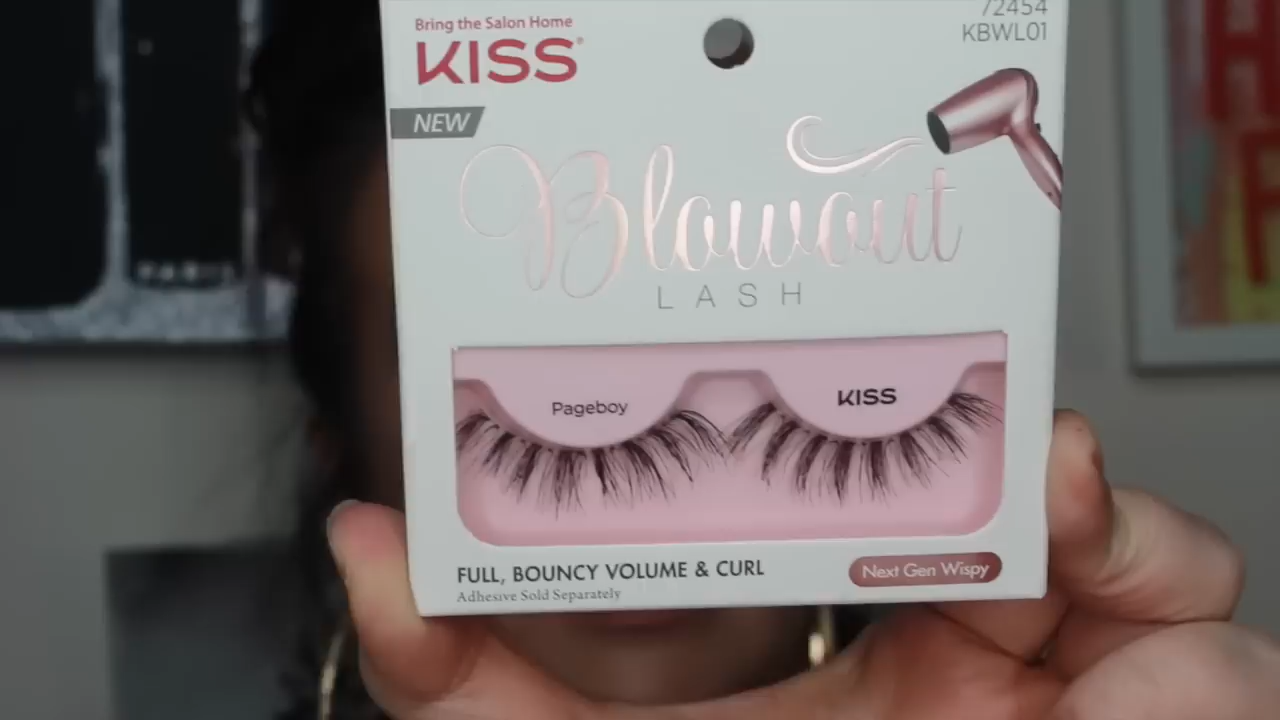 Bring the Salon Home
KISS®
72454
KBWL01
NEW
Blowout
LASH
Pageboy
KISS
FULL, BOUNCY VOLUME & CURL
Adhesive Sold Separately
Next Gen Wispy
PARIS